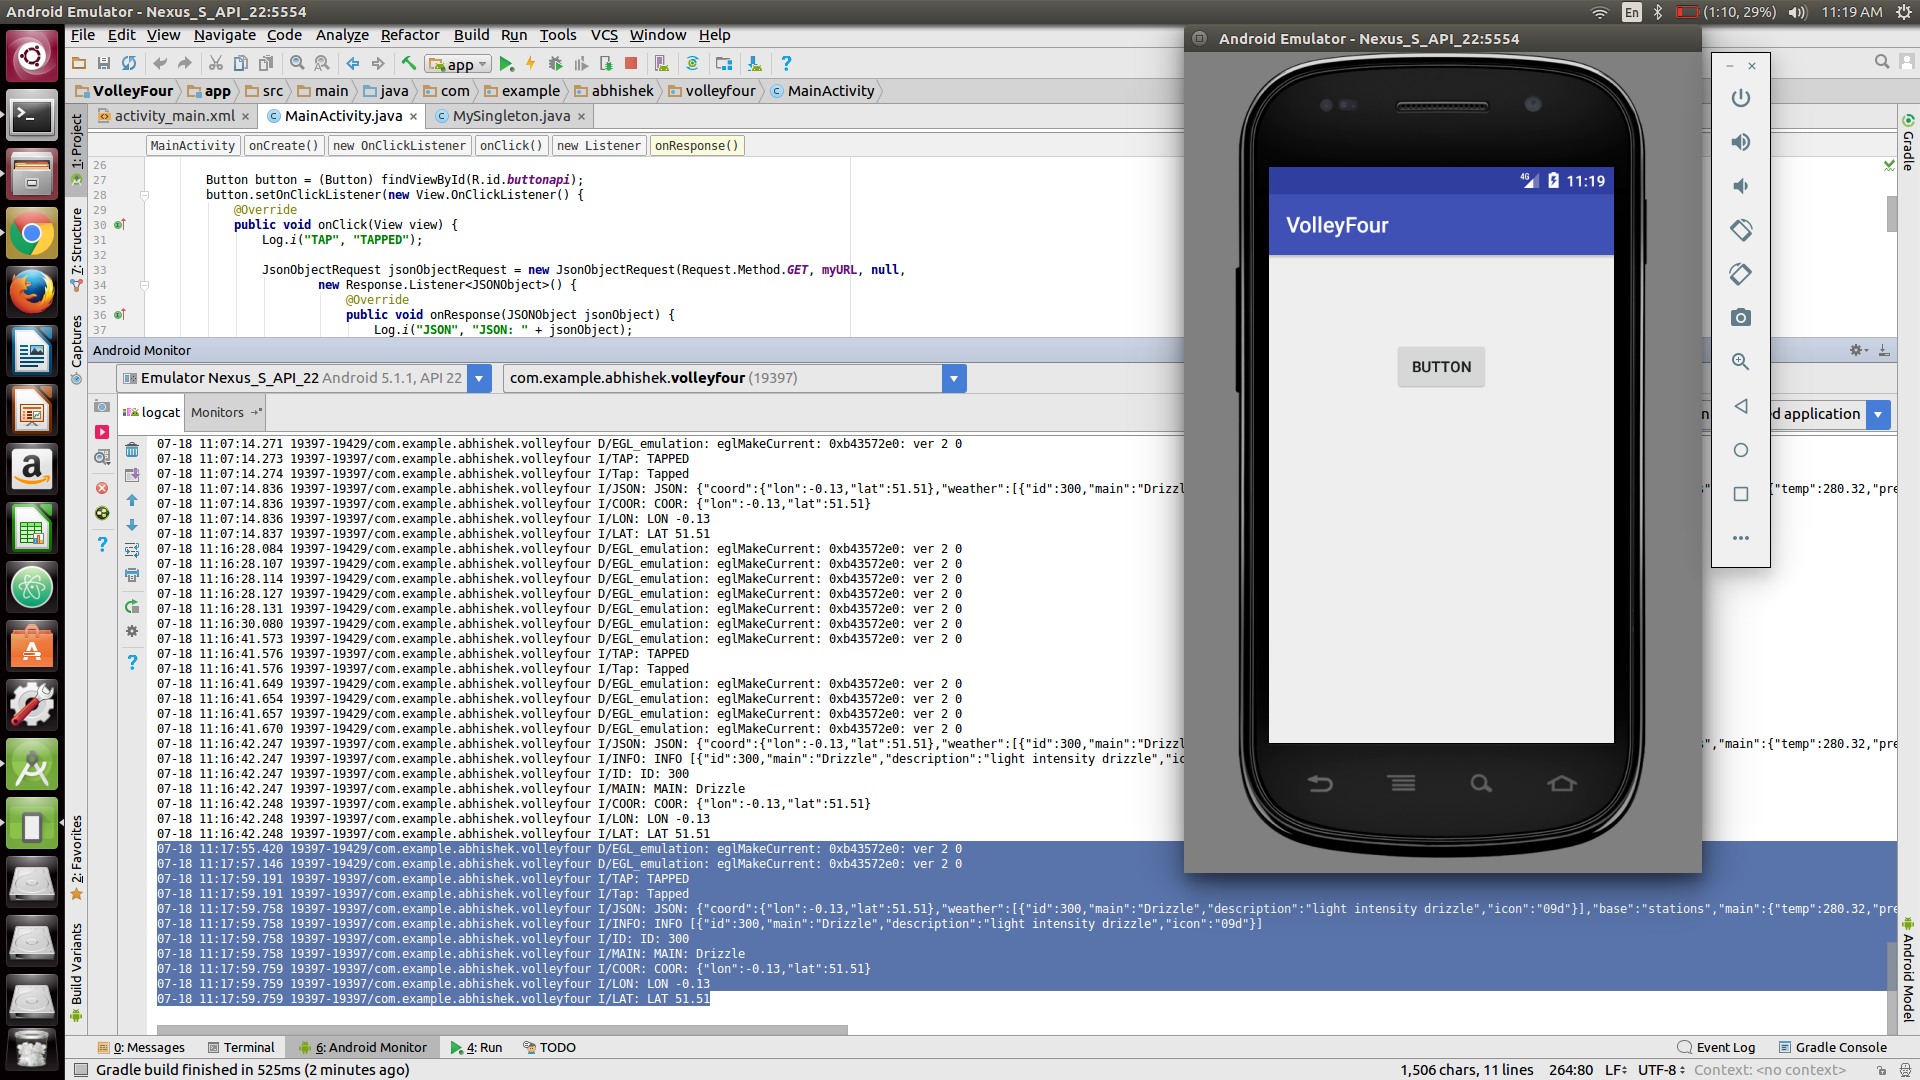 Android Emulator - Nexus_S_API_22:5554
En
(1:10, 29%)
11:19 AM
File Edit View Navigate Code Analyze Refactor Build Run Tools VCS Window Help
app
VolleyFour app src main java com example abhishek volleyfour MainActivity
activity_main.xml MainActivity.java MySingleton.java
MainActivity onCreate() new OnClickListener onClick() new Listener onResponse()
26
27 Button button = (Button) findViewById(R.id.buttonapi);
28 button.setOnClickListener(new View.OnClickListener() {
29 @Override
30 public void onClick(View view) {
31 Log.i("TAP", "TAPPED");
32
33 JsonObjectRequest jsonObjectRequest = new JsonObjectRequest(Request.Method.GET, myURL, null,
34 new Response.Listener<JSONObject>() {
35 @Override
36 public void onResponse(JSONObject jsonObject) {
37 Log.i("JSON", "JSON: " + jsonObject);
1: Project
7: Structure
Captures
2: Favorites
Build Variants
Android Monitor
Emulator Nexus_S_API_22 Android 5.1.1, API 22
com.example.abhishek.volleyfour (19397)
logcat Monitors
d application
07-18 11:07:14.271 19397-19429/com.example.abhishek.volleyfour D/EGL_emulation: eglMakeCurrent: 0xb43572e0: ver 2 0
07-18 11:07:14.273 19397-19397/com.example.abhishek.volleyfour I/TAP: TAPPED
07-18 11:07:14.274 19397-19397/com.example.abhishek.volleyfour I/Tap: Tapped
07-18 11:07:14.836 19397-19397/com.example.abhishek.volleyfour I/JSON: JSON: {"coord":{"lon":-0.13,"lat":51.51},"weather":[{"id":300,"main":"Drizzle {"temp":280.32,"pre
07-18 11:07:14.836 19397-19397/com.example.abhishek.volleyfour I/COOR: COOR: {"lon":-0.13,"lat":51.51}
07-18 11:07:14.836 19397-19397/com.example.abhishek.volleyfour I/LON: LON -0.13
07-18 11:07:14.837 19397-19397/com.example.abhishek.volleyfour I/LAT: LAT 51.51
07-18 11:16:28.084 19397-19429/com.example.abhishek.volleyfour D/EGL_emulation: eglMakeCurrent: 0xb43572e0: ver 2 0
07-18 11:16:28.107 19397-19429/com.example.abhishek.volleyfour D/EGL_emulation: eglMakeCurrent: 0xb43572e0: ver 2 0
07-18 11:16:28.114 19397-19429/com.example.abhishek.volleyfour D/EGL_emulation: eglMakeCurrent: 0xb43572e0: ver 2 0
07-18 11:16:28.127 19397-19429/com.example.abhishek.volleyfour D/EGL_emulation: eglMakeCurrent: 0xb43572e0: ver 2 0
07-18 11:16:28.131 19397-19429/com.example.abhishek.volleyfour D/EGL_emulation: eglMakeCurrent: 0xb43572e0: ver 2 0
07-18 11:16:30.080 19397-19429/com.example.abhishek.volleyfour D/EGL_emulation: eglMakeCurrent: 0xb43572e0: ver 2 0
07-18 11:16:41.573 19397-19429/com.example.abhishek.volleyfour D/EGL_emulation: eglMakeCurrent: 0xb43572e0: ver 2 0
07-18 11:16:41.576 19397-19397/com.example.abhishek.volleyfour I/TAP: TAPPED
07-18 11:16:41.576 19397-19397/com.example.abhishek.volleyfour I/Tap: Tapped
07-18 11:16:41.649 19397-19429/com.example.abhishek.volleyfour D/EGL_emulation: eglMakeCurrent: 0xb43572e0: ver 2 0
07-18 11:16:41.654 19397-19429/com.example.abhishek.volleyfour D/EGL_emulation: eglMakeCurrent: 0xb43572e0: ver 2 0
07-18 11:16:41.657 19397-19429/com.example.abhishek.volleyfour D/EGL_emulation: eglMakeCurrent: 0xb43572e0: ver 2 0
07-18 11:16:41.670 19397-19429/com.example.abhishek.volleyfour D/EGL_emulation: eglMakeCurrent: 0xb43572e0: ver 2 0
07-18 11:16:42.247 19397-19397/com.example.abhishek.volleyfour I/JSON: JSON: {"coord":{"lon":-0.13,"lat":51.51},"weather":[{"id":300,"main":"Drizzle s","main":{"temp":280.32,"pre
07-18 11:16:42.247 19397-19397/com.example.abhishek.volleyfour I/INFO: INFO [{"id":300,"main":"Drizzle","description":"light intensity drizzle","ic
07-18 11:16:42.247 19397-19397/com.example.abhishek.volleyfour I/ID: ID: 300
07-18 11:16:42.247 19397-19397/com.example.abhishek.volleyfour I/MAIN: MAIN: Drizzle
07-18 11:16:42.248 19397-19397/com.example.abhishek.volleyfour I/COOR: COOR: {"lon":-0.13,"lat":51.51}
07-18 11:16:42.248 19397-19397/com.example.abhishek.volleyfour I/LON: LON -0.13
07-18 11:16:42.248 19397-19397/com.example.abhishek.volleyfour I/LAT: LAT 51.51
07-18 11:17:55.420 19397-19429/com.example.abhishek.volleyfour D/EGL_emulation: eglMakeCurrent: 0xb43572e0: ver 2 0
07-18 11:17:57.146 19397-19429/com.example.abhishek.volleyfour D/EGL_emulation: eglMakeCurrent: 0xb43572e0: ver 2 0
07-18 11:17:59.191 19397-19397/com.example.abhishek.volleyfour I/TAP: TAPPED
07-18 11:17:59.191 19397-19397/com.example.abhishek.volleyfour I/Tap: Tapped
07-18 11:17:59.758 19397-19397/com.example.abhishek.volleyfour I/JSON: JSON: {"coord":{"lon":-0.13,"lat":51.51},"weather":[{"id":300,"main":"Drizzle","description":"light intensity drizzle","icon":"09d"}],"base":"stations","main":{"temp":280.32,"pre
07-18 11:17:59.758 19397-19397/com.example.abhishek.volleyfour I/INFO: INFO [{"id":300,"main":"Drizzle","description":"light intensity drizzle","icon":"09d"}]
07-18 11:17:59.758 19397-19397/com.example.abhishek.volleyfour I/ID: ID: 300
07-18 11:17:59.758 19397-19397/com.example.abhishek.volleyfour I/MAIN: MAIN: Drizzle
07-18 11:17:59.759 19397-19397/com.example.abhishek.volleyfour I/COOR: COOR: {"lon":-0.13,"lat":51.51}
07-18 11:17:59.759 19397-19397/com.example.abhishek.volleyfour I/LON: LON -0.13
07-18 11:17:59.759 19397-19397/com.example.abhishek.volleyfour I/LAT: LAT 51.51
Android Emulator - Nexus_S_API_22:5554
4G 11:19
VolleyFour
BUTTON
Gradle
Android Model
0: Messages Terminal 6: Android Monitor 4: Run TODO
Event Log Gradle Console
Gradle build finished in 525ms (2 minutes ago)
1,506 chars, 11 lines 264:80 LF UTF-8 Context: <no context>